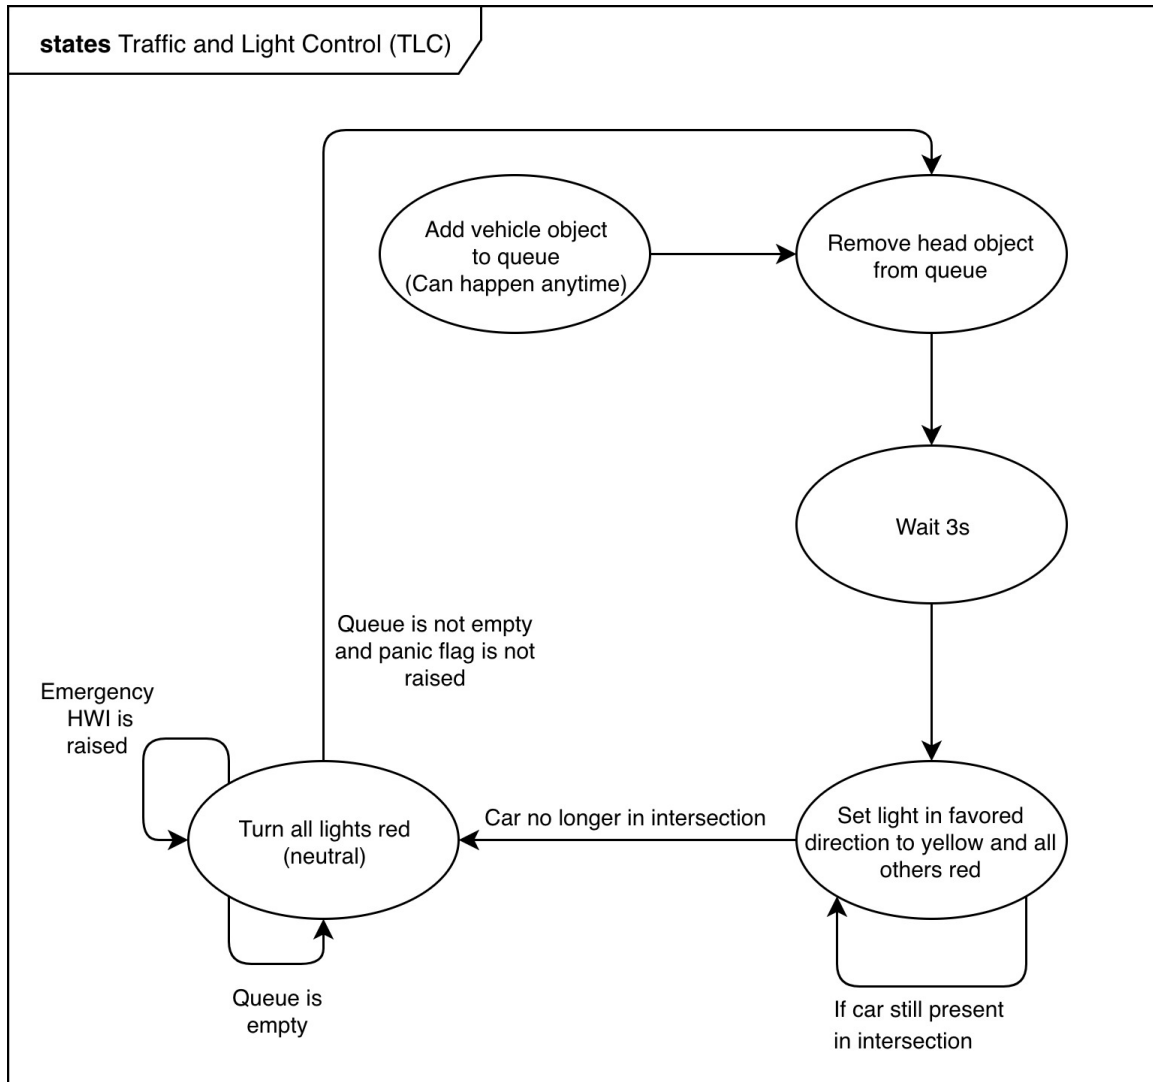 states Traffic and Light Control (TLC)
Add vehicle object
to queue
(Can happen anytime)
Remove head object
from queue
Wait 3s
Queue is not empty
and panic flag is not
raised
Emergency
HWI is
raised
Turn all lights red
(neutral)
Car no longer in intersection
Set light in favored
direction to yellow and all
others red
Queue is
empty
If car still present
in intersection